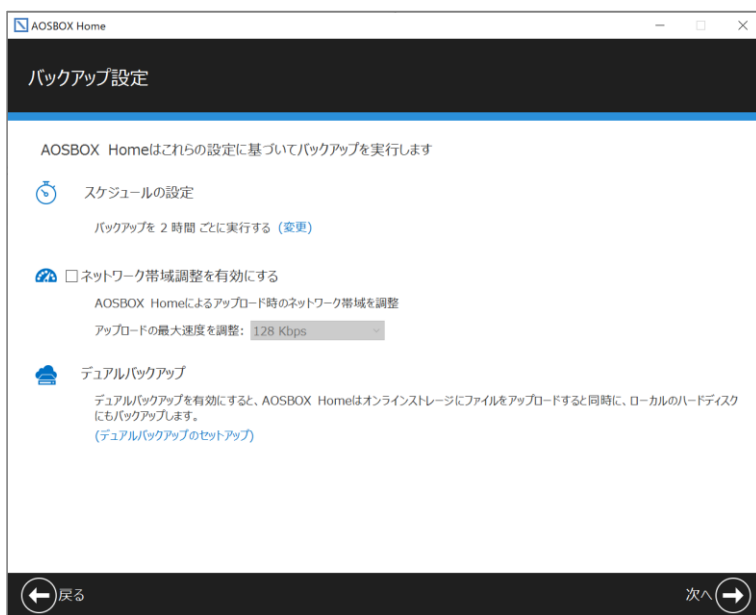 AOSBOX Home
バックアップ設定
AOSBOX Homeはこれらの設定に基づいてバックアップを実行します
スケジュールの設定
バックアップを 2 時間 ごとに実行する (変更)
ネットワーク帯域調整を有効にする
AOSBOX Homeによるアップロード時のネットワーク帯域を調整
アップロードの最大速度を調整: 128 Kbps
デュアルバックアップ
デュアルバックアップを有効にすると、AOSBOX Homeはオンラインストレージにファイルをアップロードすると同時に、ローカルのハードディスク
にもバックアップします。
(デュアルバックアップのセットアップ)
戻る 次へ